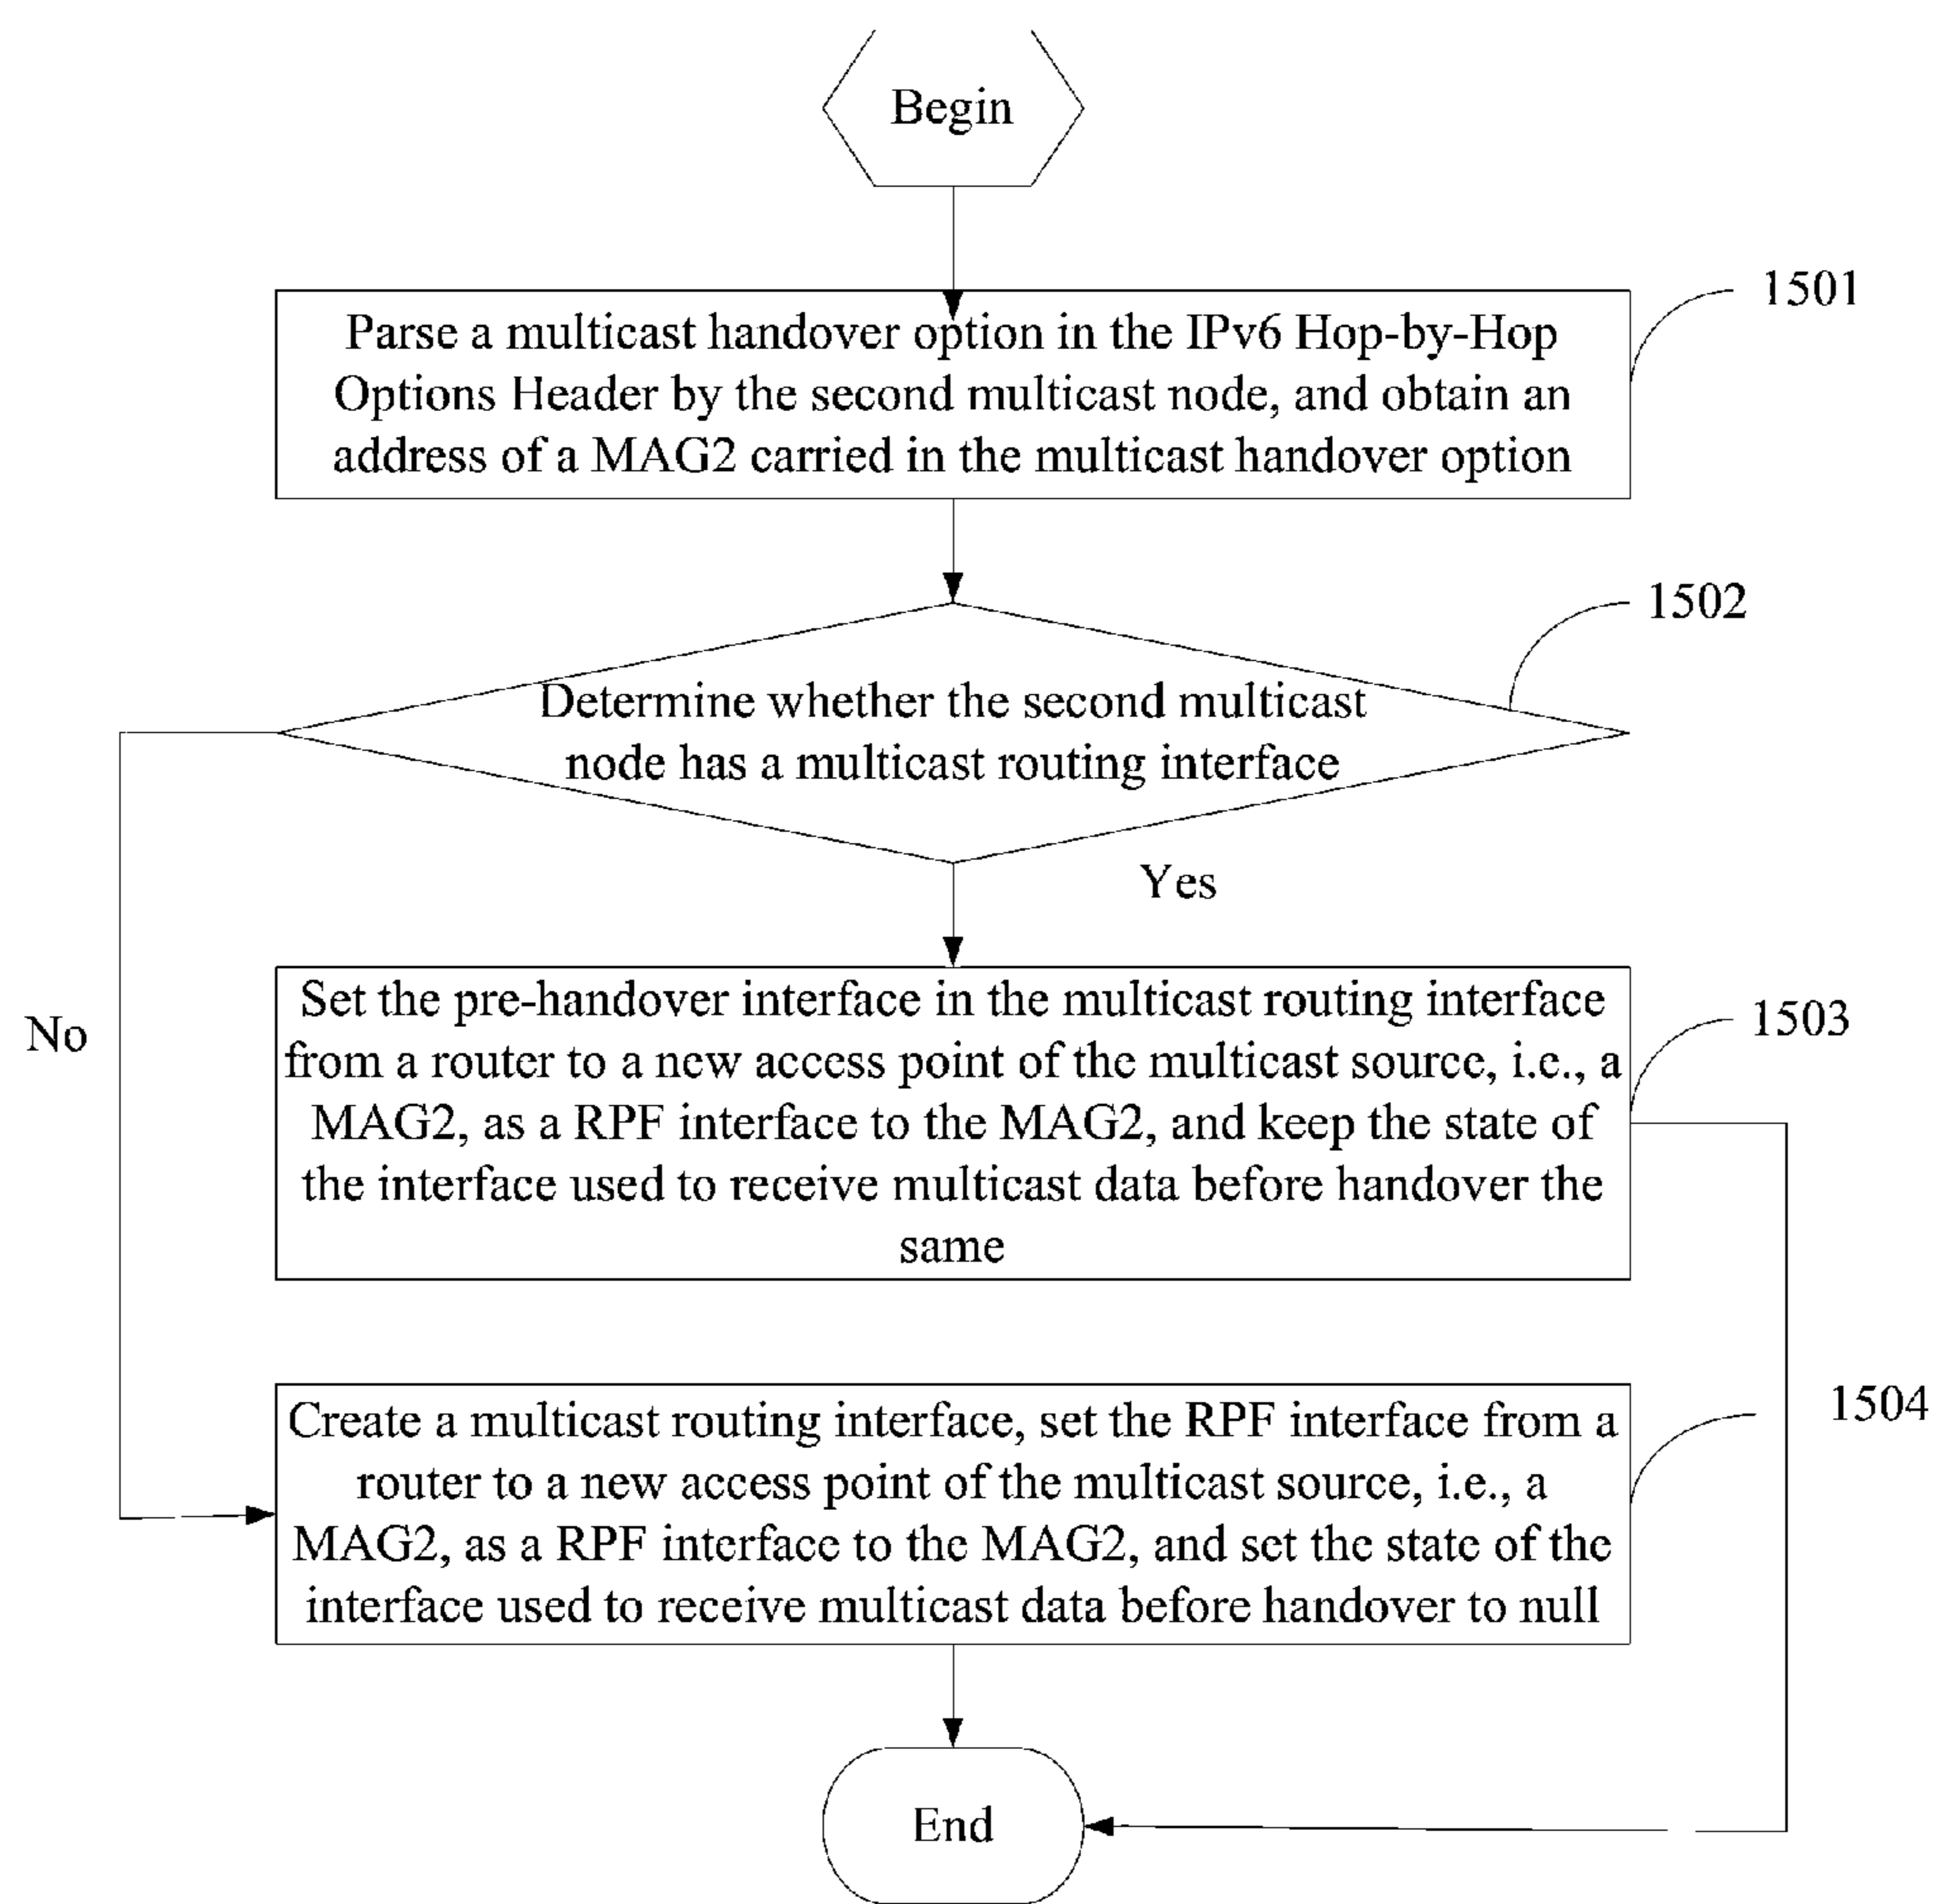 Begin
1501
Parse a multicast handover option in the IPv6 Hop-by-Hop
Options Header by the second multicast node, and obtain an
address of a MAG2 carried in the multicast handover option
1502
Determine whether the second multicast
node has a multicast routing interface
Yes
No
1503
Set the pre-handover interface in the multicast routing interface
from a router to a new access point of the multicast source, i.e., a
MAG2, as a RPF interface to the MAG2, and keep the state of
the interface used to receive multicast data before handover the
same
1504
Create a multicast routing interface, set the RPF interface from a
router to a new access point of the multicast source, i.e., a
MAG2, as a RPF interface to the MAG2, and set the state of the
interface used to receive multicast data before handover to null
End